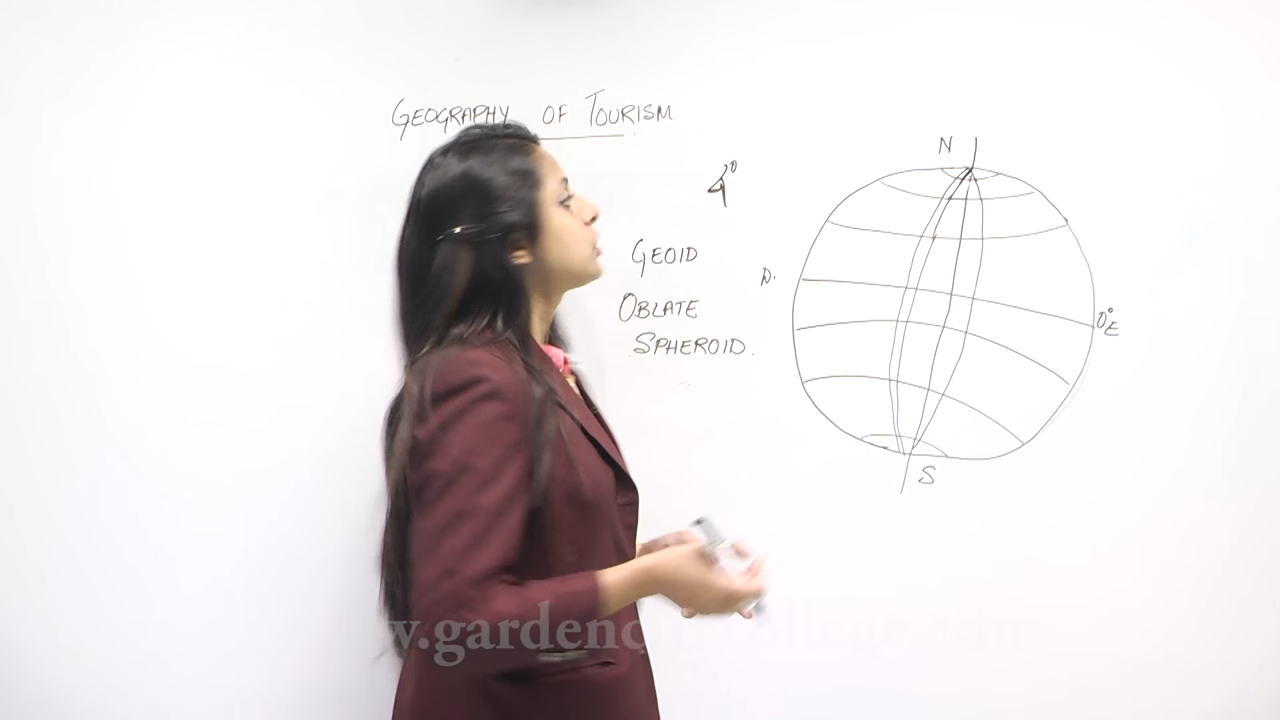 GEOGRAPHY OF TOURISM
N
GEOID
D.
OBLATE
0°E
SPHEROID.
S